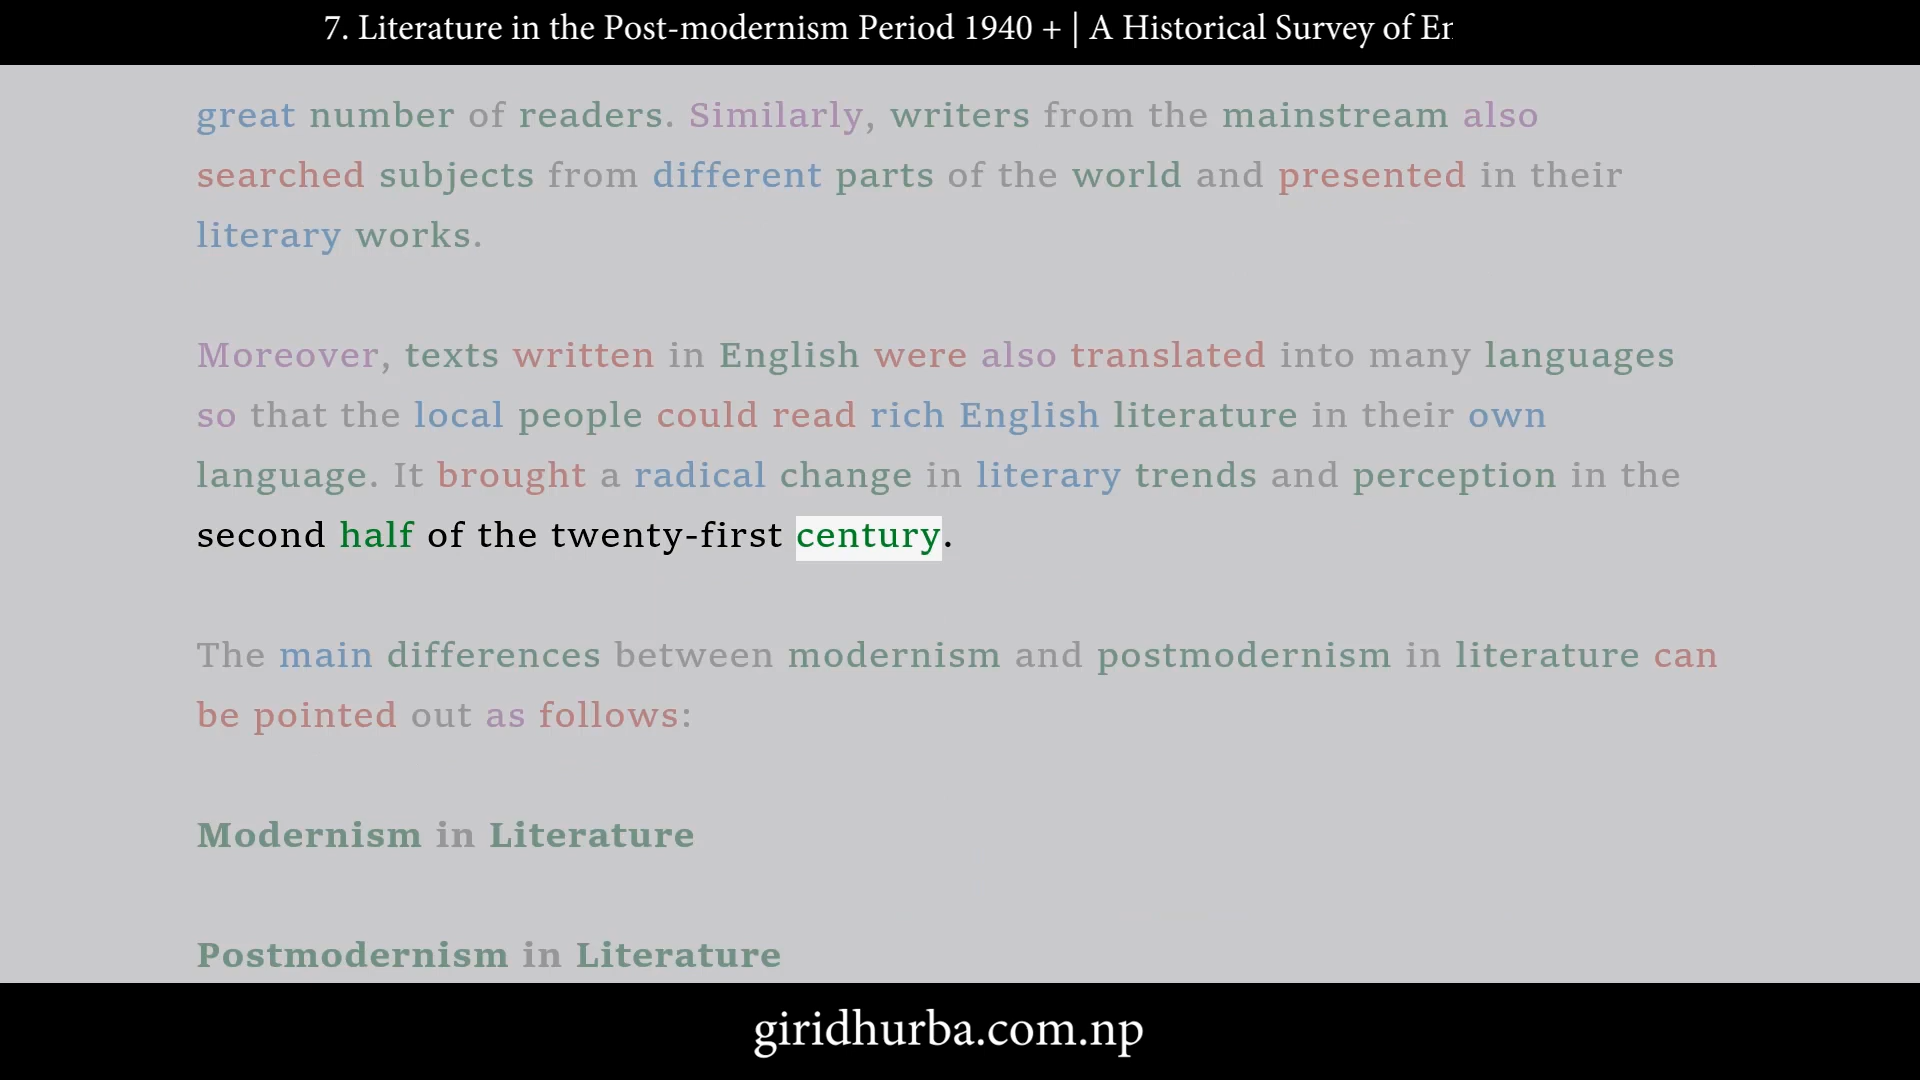 7. Literature in the Post-modernism Period 1940 + | A Historical Survey of En
great number of readers. Similarly, writers from the mainstream also
searched subjects from different parts of the world and presented in their
literary works.
Moreover, texts written in English were also translated into many languages
so that the local people could read rich English literature in their own
language. It brought a radical change in literary trends and perception in the
second half of the twenty-first century.
The main differences between modernism and postmodernism in literature can
be pointed out as follows:
Modernism in Literature
Postmodernism in Literature
giridhurba.com.np